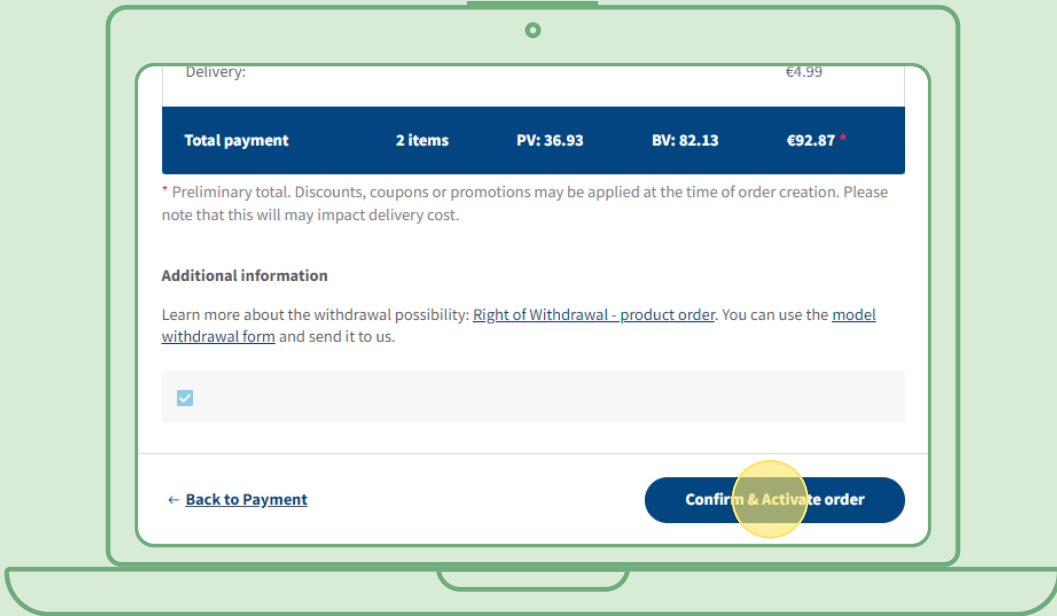 Delivery: €4.99
Total payment 2 items PV: 36.93 BV: 82.13 €92.87 *
* Preliminary total. Discounts, coupons or promotions may be applied at the time of order creation. Please
note that this will may impact delivery cost.
Additional information
Learn more about the withdrawal possibility: Right of Withdrawal - product order. You can use the model
withdrawal form and send it to us.
← Back to Payment Confirm & Activate order